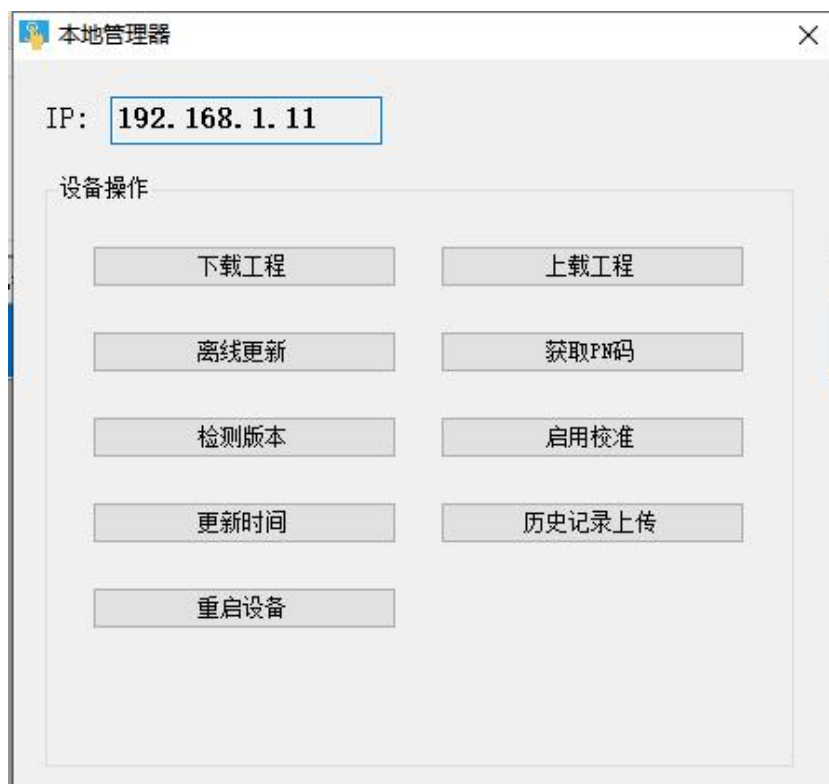 本地管理器
IP: 192.168.1.11
设备操作
下载工程 上载工程
离线更新 获取PN码
检测版本 启用校准
更新时间 历史记录上传
重启设备